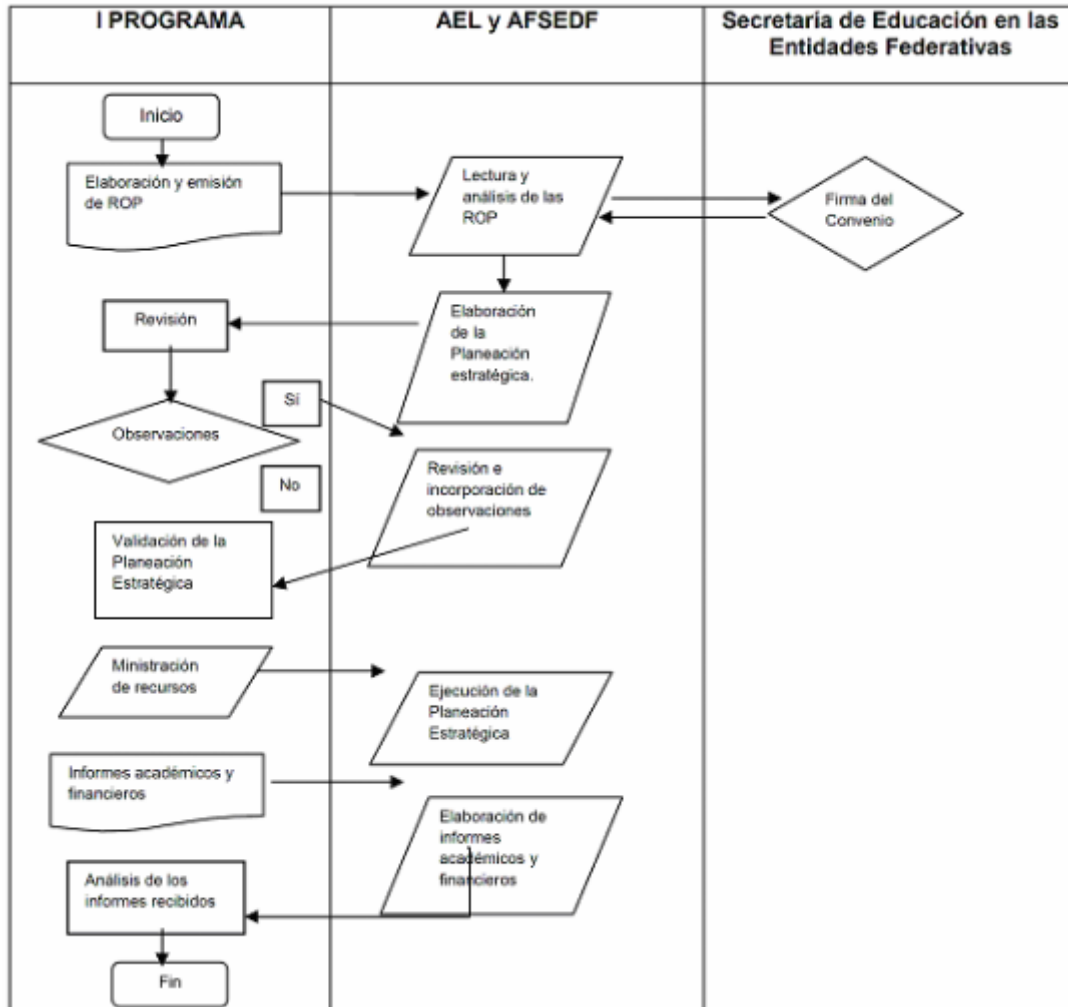 I PROGRAMA
AEL y AFSEDF
Secretaría de Educación en las
Entidades Federativas
Inicio
Elaboración y emisión
de ROP
Lectura y
análisis de las
ROP
Firma del
Convenio
Revisión
Elaboración
de la
Planeación
estratégica.
Observaciones
Sí
No
Revisión e
incorporación de
observaciones
Validación de la
Planeación
Estratégica
Ministración
de recursos
Ejecución de la
Planeación
Estratégica
Informes académicos y
financieros
Elaboración de
informes
académicos y
financieros
Análisis de los
informes recibidos
Fin